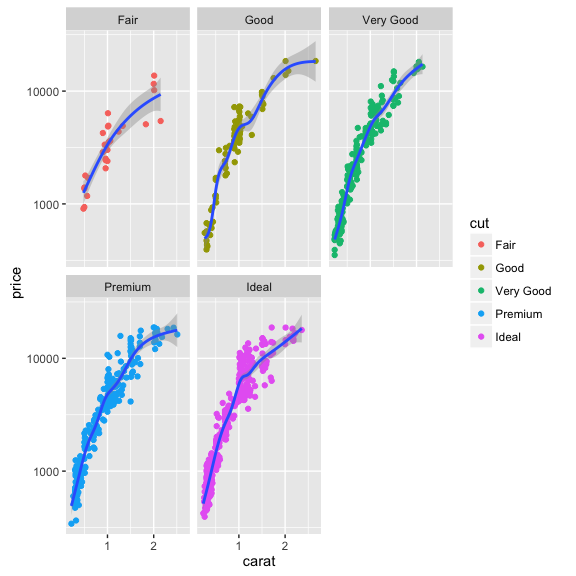 Fair
Good
Very Good
10000
1000
Premium
Ideal
10000
1000
1
2
1
2
carat
price
cut
Fair
Good
Very Good
Premium
Ideal